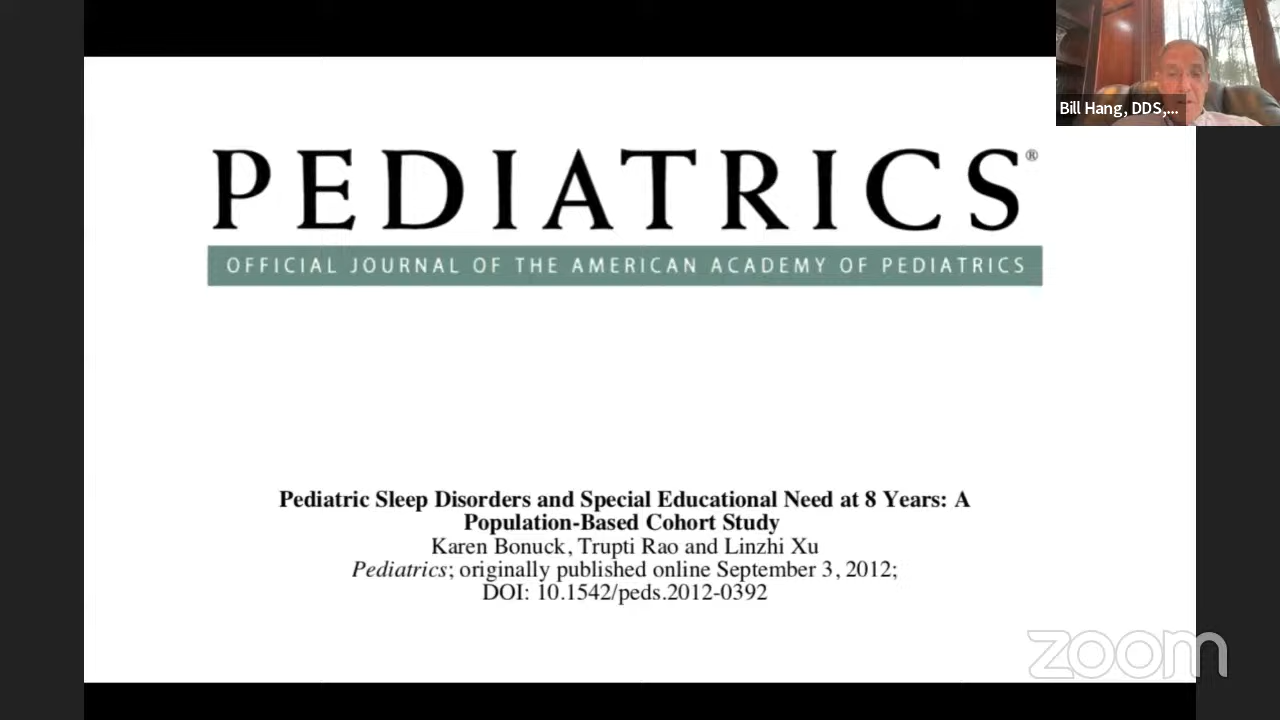 Bill Hang, DDS,...
PEDIATRICS®
OFFICIAL JOURNAL OF THE AMERICAN ACADEMY OF PEDIATRICS
Pediatric Sleep Disorders and Special Educational Need at 8 Years: A
Population-Based Cohort Study
Karen Bonuck, Trupti Rao and Linzhi Xu
Pediatrics; originally published online September 3, 2012;
DOI: 10.1542/peds.2012-0392
zoom